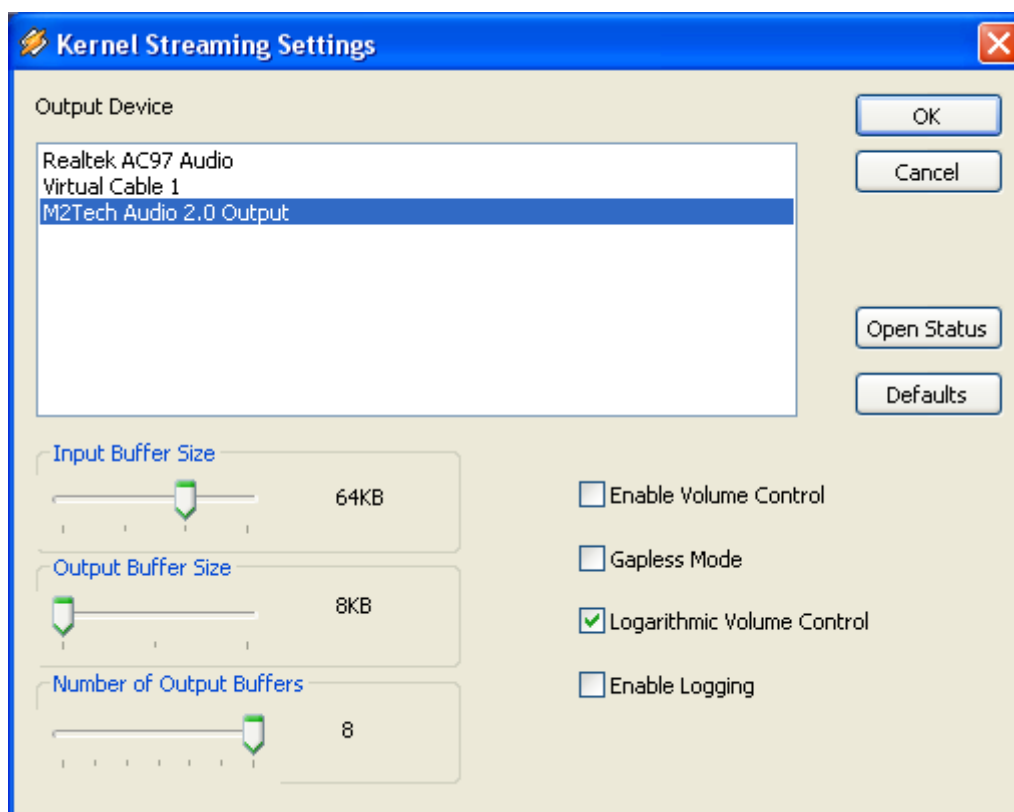 Kernel Streaming Settings
Output Device
OK
Realtek AC97 Audio
Virtual Cable 1
Cancel
M2Tech Audio 2.0 Output
Open Status
Defaults
Input Buffer Size
64KB
Enable Volume Control
Gapless Mode
Output Buffer Size
8KB
Logarithmic Volume Control
Number of Output Buffers
Enable Logging
8